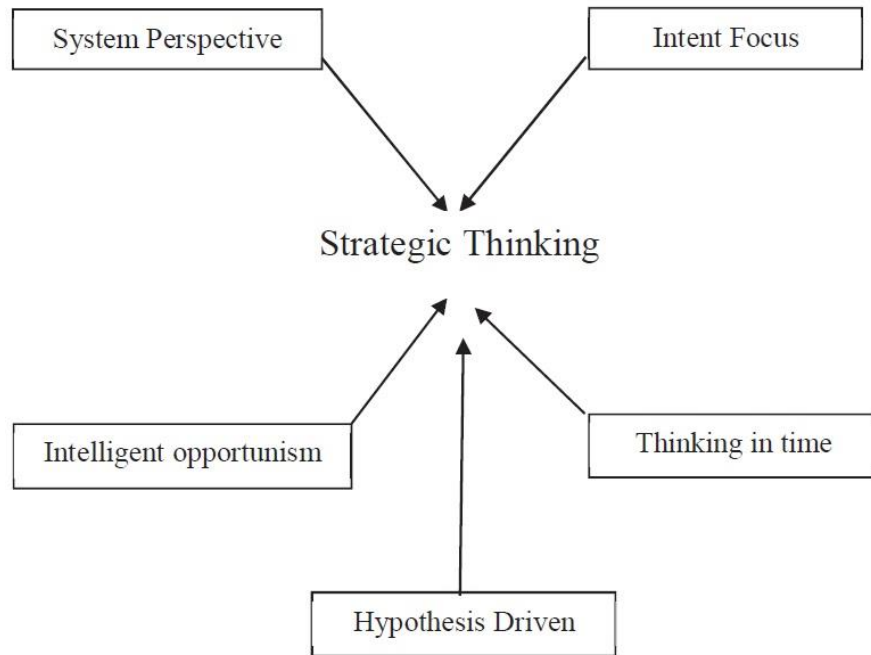 System Perspective
Intent Focus
Strategic Thinking
Intelligent opportunism
Thinking in time
Hypothesis Driven